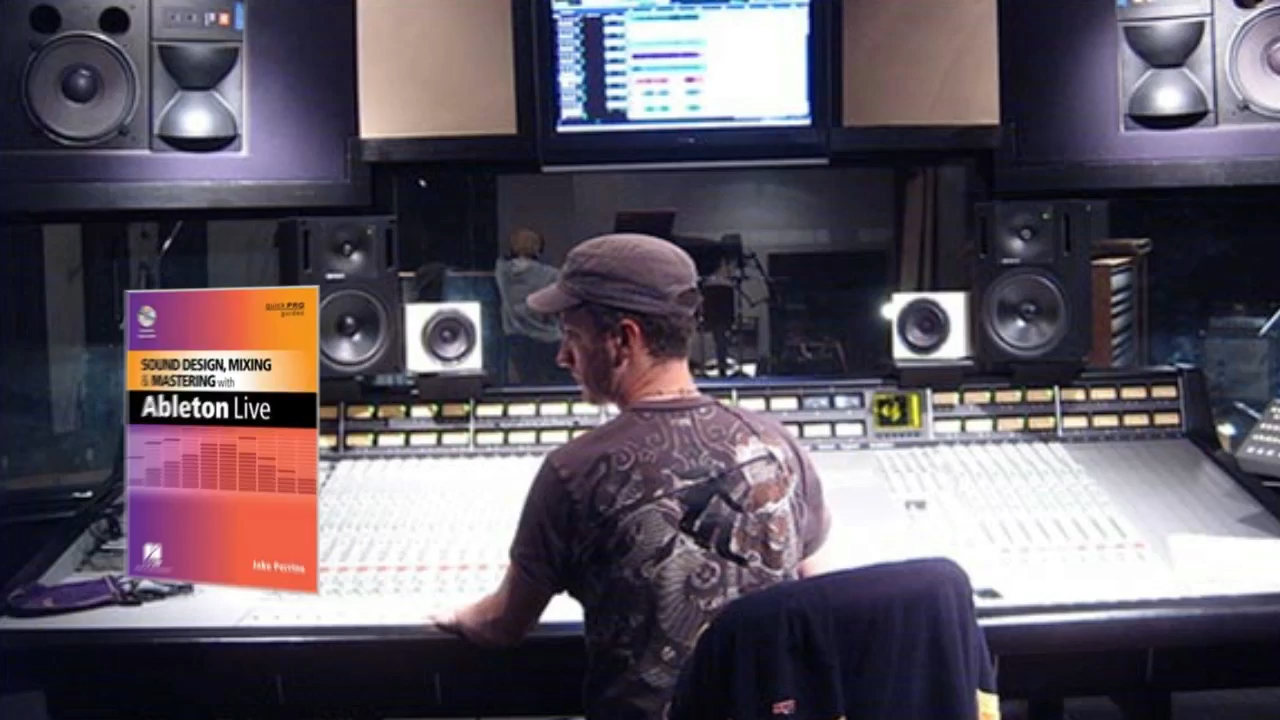 quick PRO
guides
SOUND DESIGN, MIXING
& MASTERING with
Ableton Live
Jake Perrine